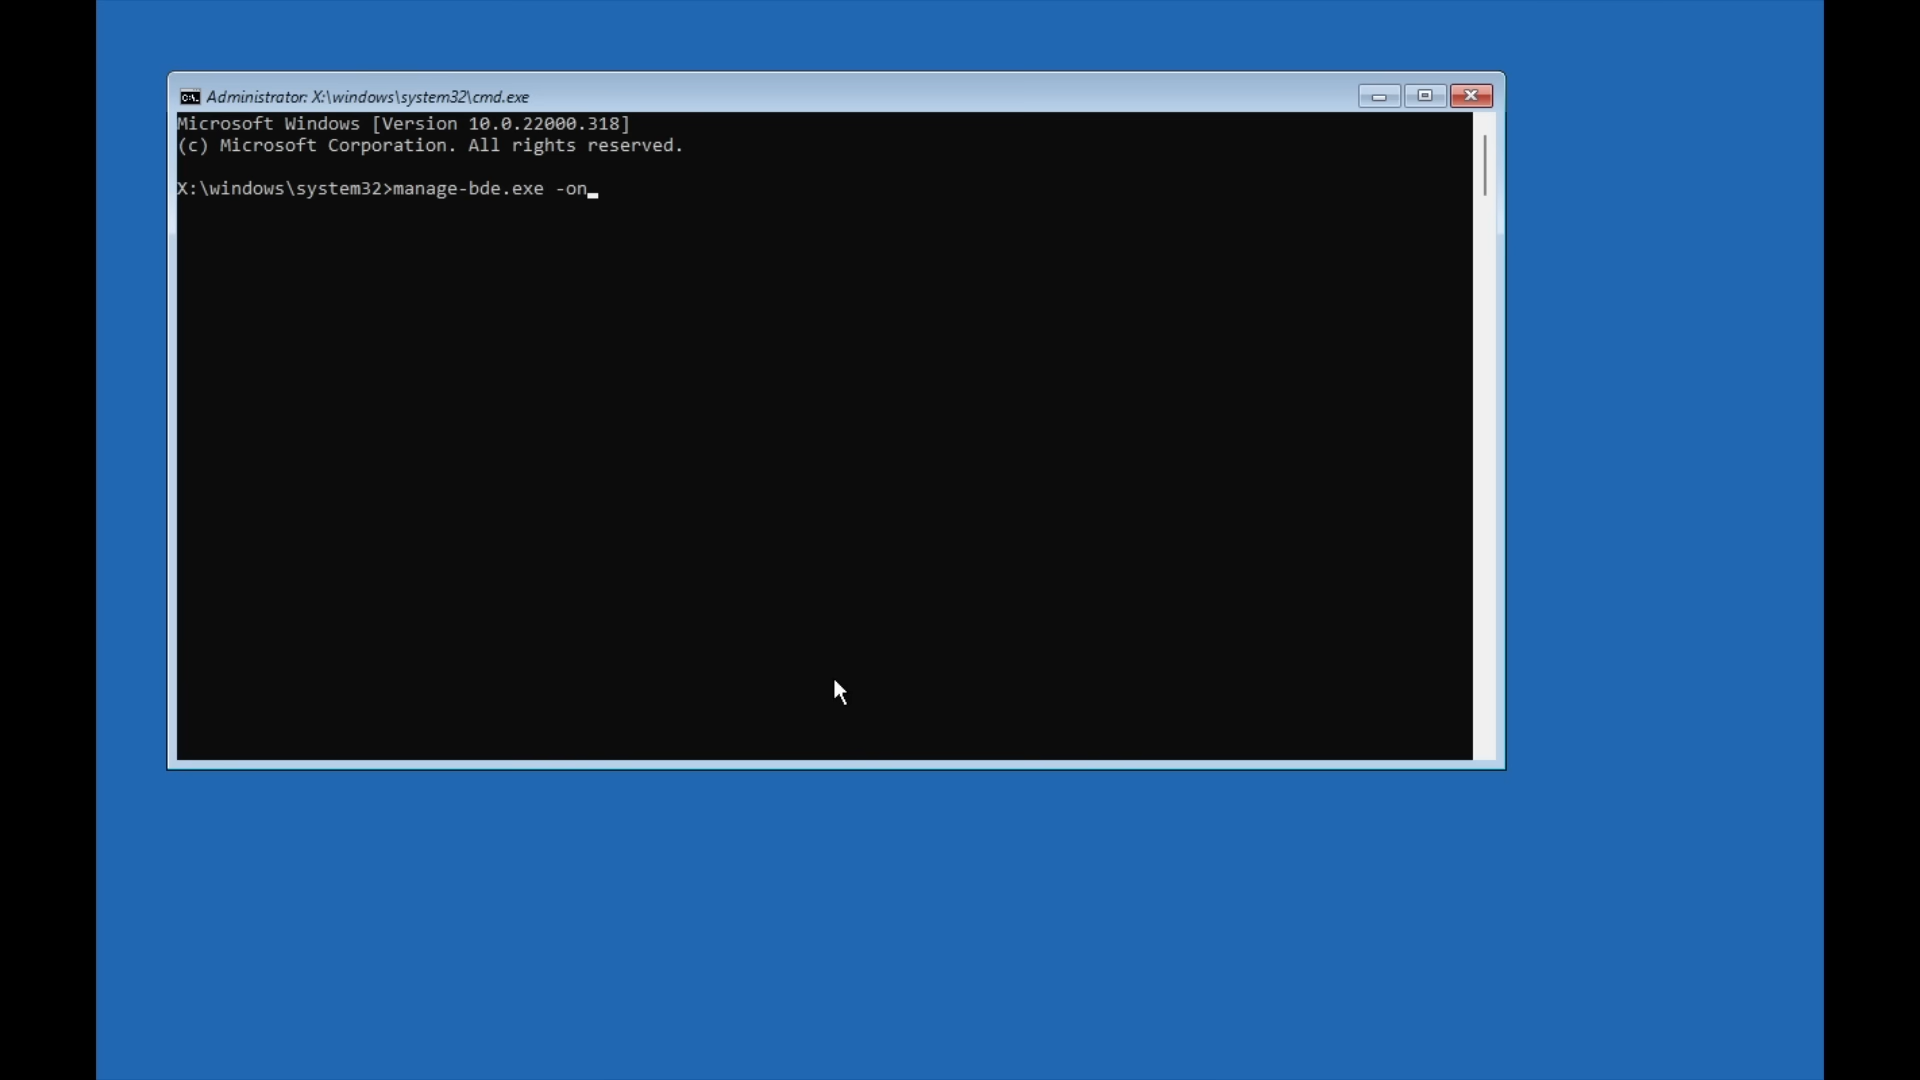 Administrator: X:\windows\system32\cmd.exe
Microsoft Windows [Version 10.0.22000.318]
(c) Microsoft Corporation. All rights reserved.
X:\windows\system32>manage-bde.exe -on